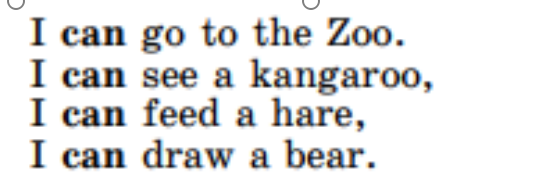 I can go to the Zoo.
I can see a kangaroo,
I can feed a hare,
I can draw a bear.